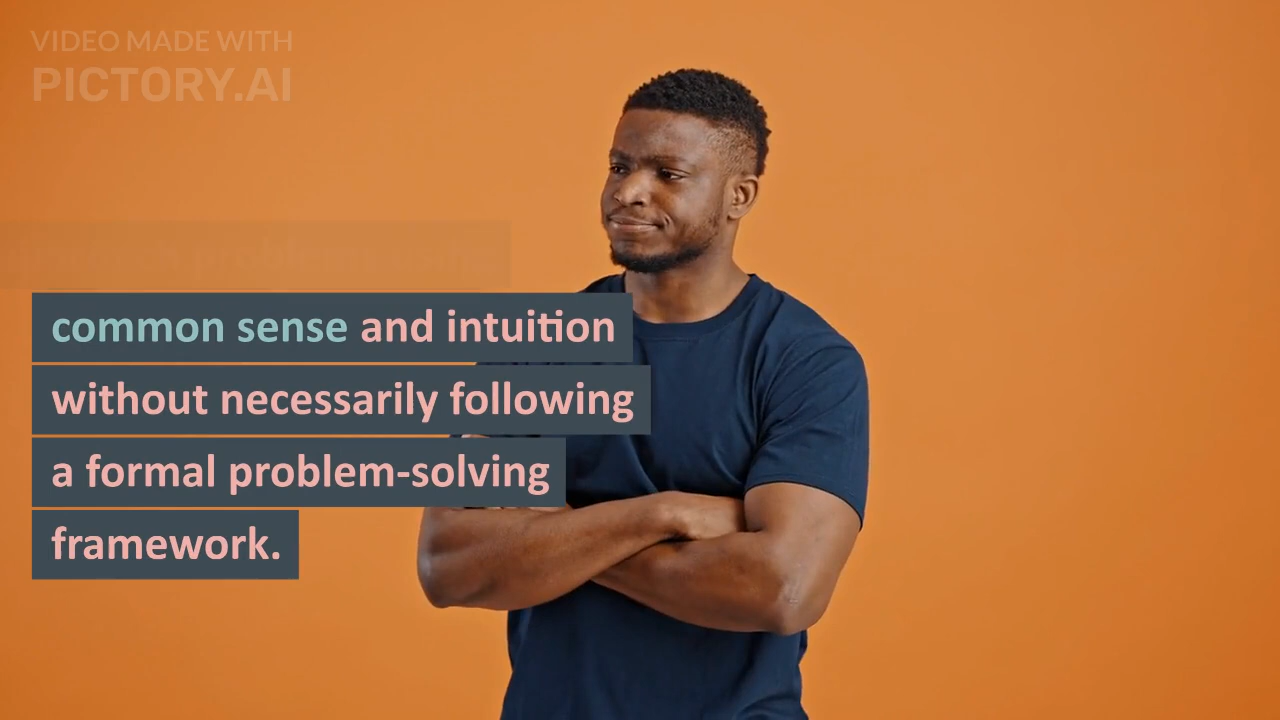 VIDEO MADE WITH
PICTORY.AI
common sense and intuition
without necessarily following
a formal problem-solving
framework.